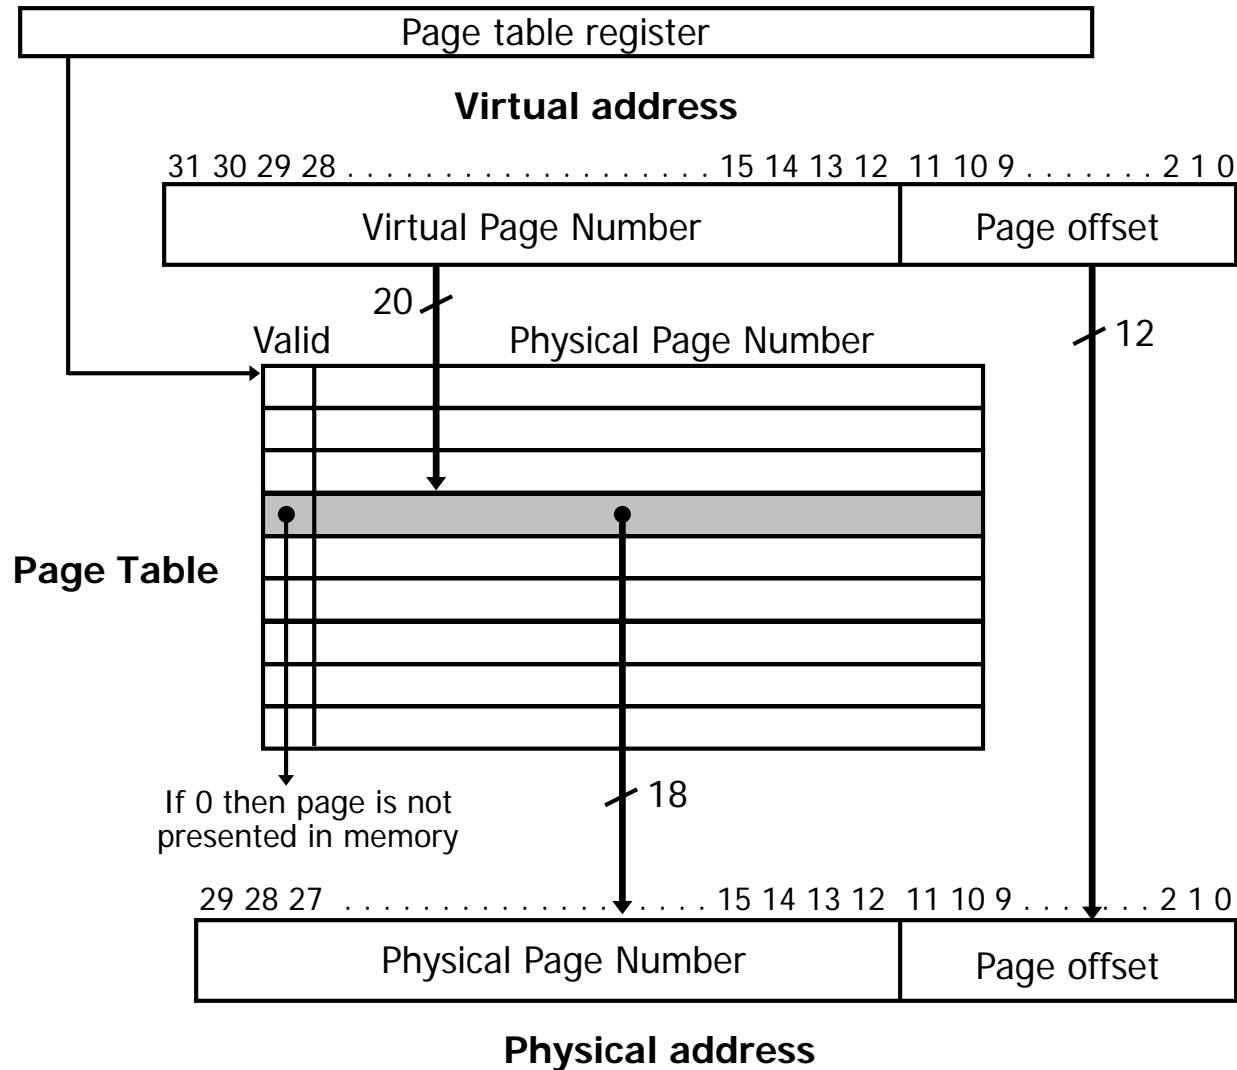 Page table register
Virtual address
31 30 29 28 . . . . . . . . . . . . . . . . . . . 15 14 13 12 11 10 9 . . . . . . . 2 1 0
Virtual Page Number Page offset
20
12
Valid Physical Page Number
Page Table
18
If 0 then page is not
presented in memory
29 28 27 . . . . . . . . . . . . . . . . . . . 15 14 13 12 11 10 9 . . . . . . . 2 1 0
Physical Page Number Page offset
Physical address